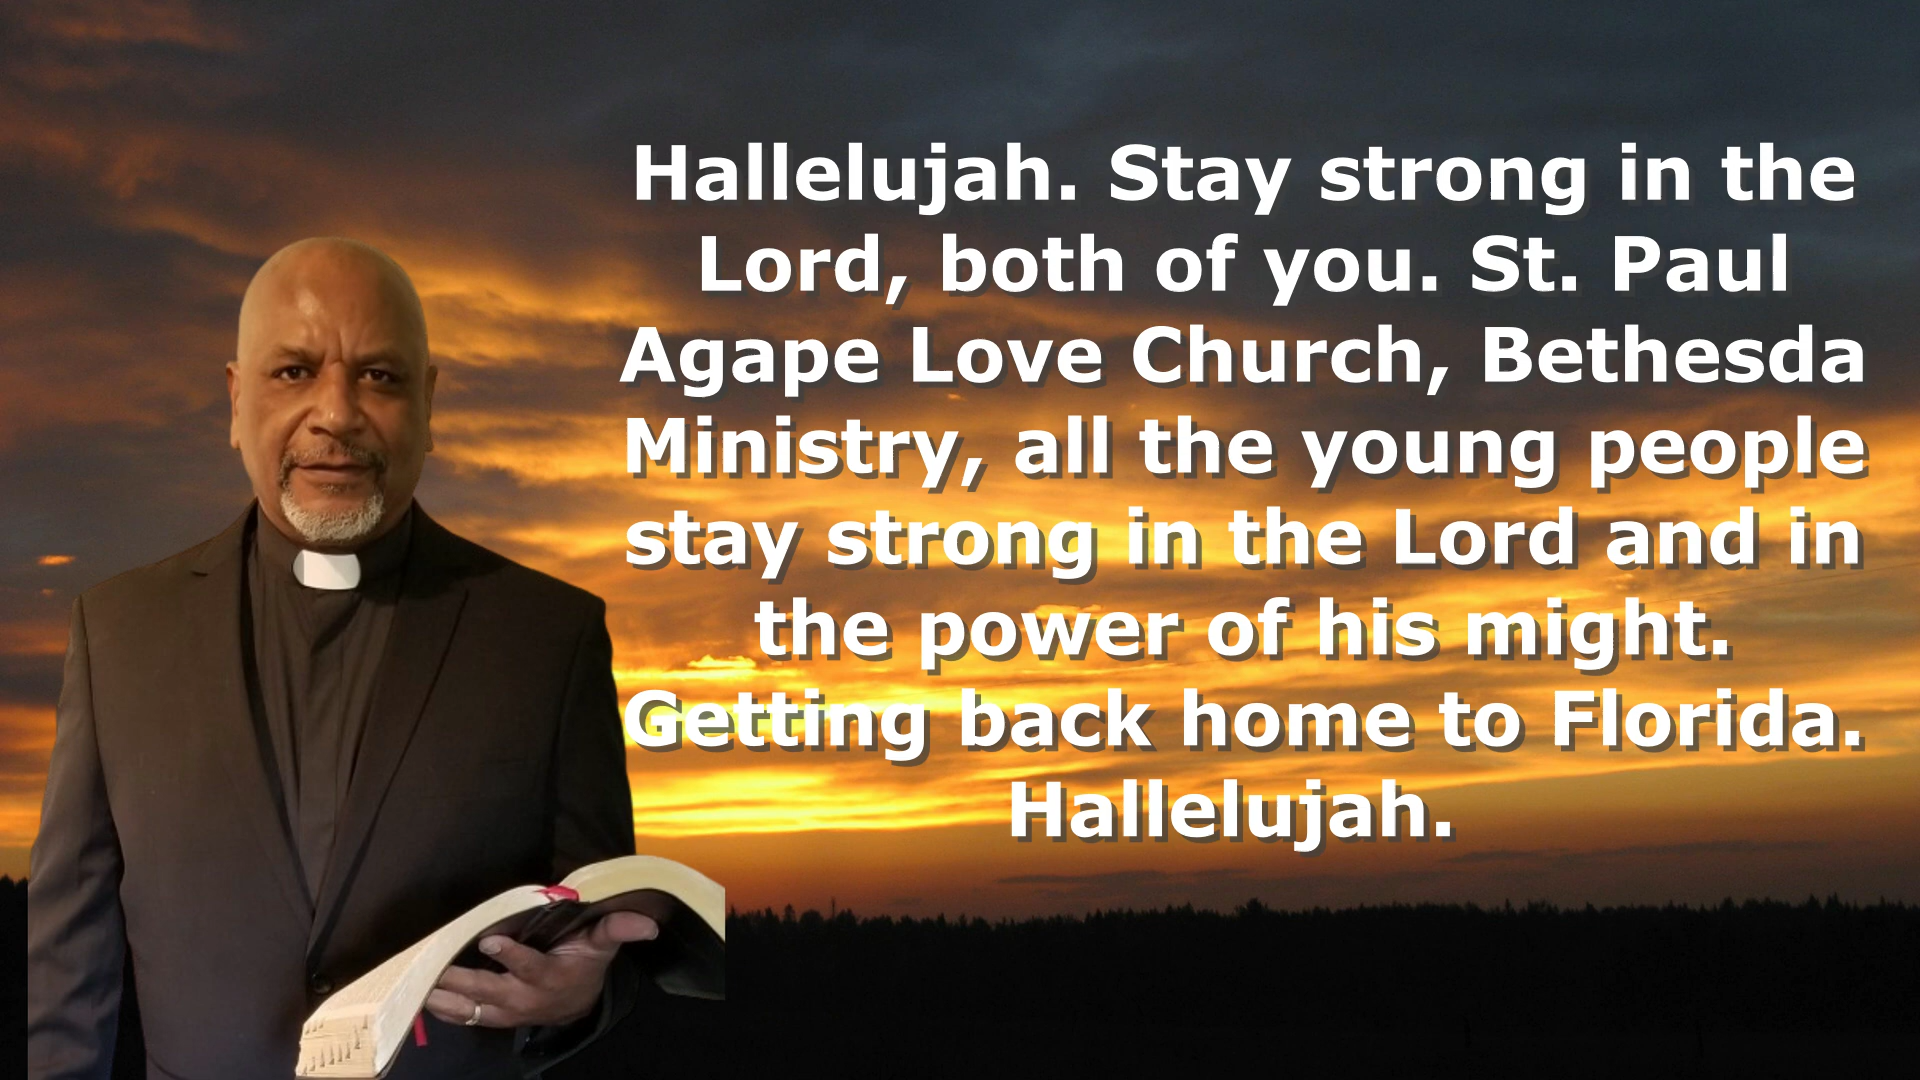 Hallelujah. Stay strong in the
Lord, both of you. St. Paul
Agape Love Church, Bethesda
Ministry, all the young people
stay strong in the Lord and in
the power of his might.
Getting back home to Florida.
Hallelujah.